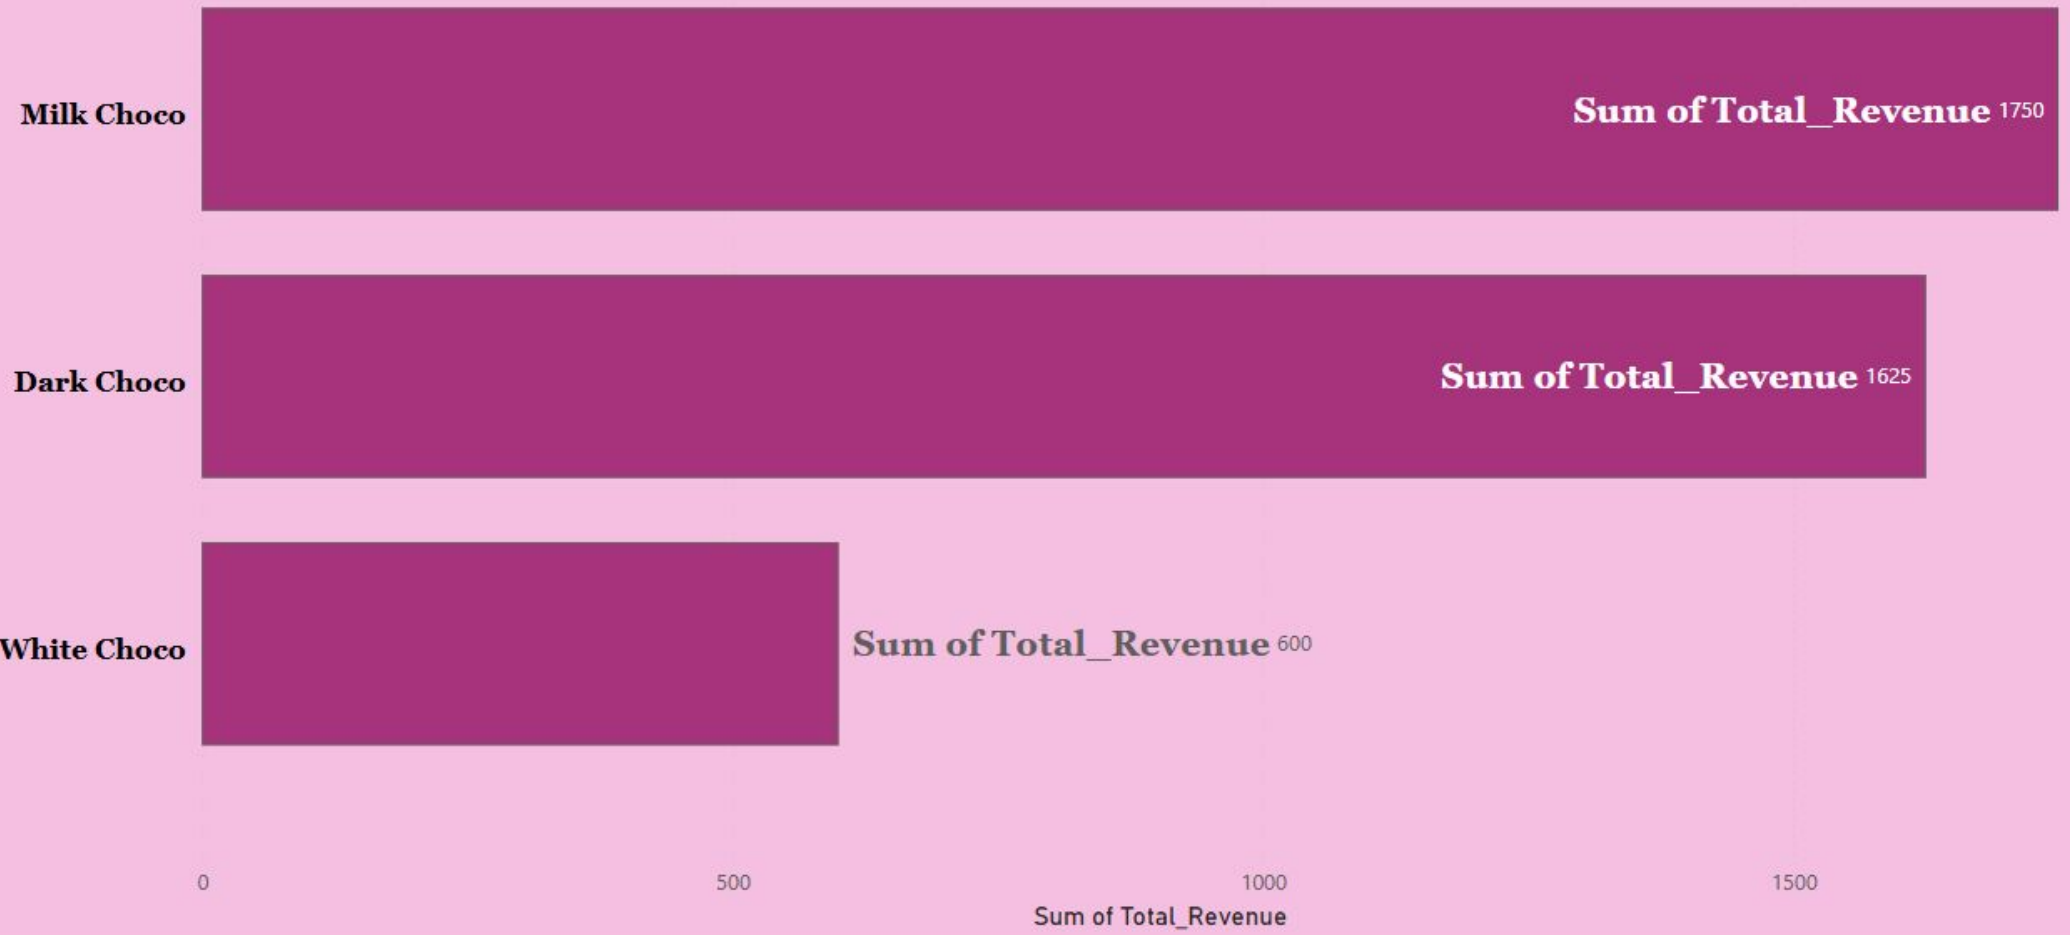 Milk Choco
Sum of Total_Revenue 1750
Dark Choco
Sum of Total_Revenue 1625
White Choco
Sum of Total_Revenue 600
0 500 1000 1500
Sum of Total_Revenue